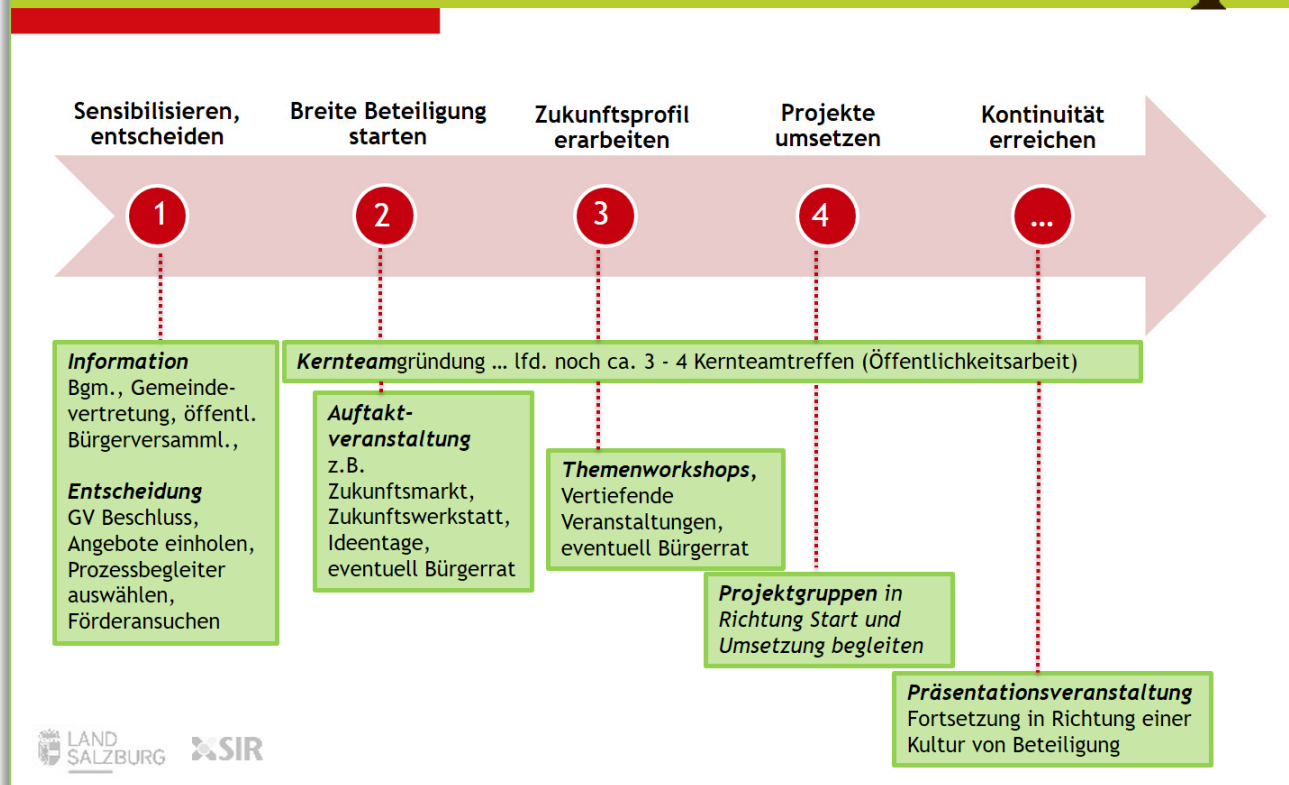 Sensibilisieren,
entscheiden
Breite Beteiligung
starten
Zukunftsprofil
erarbeiten
Projekte
umsetzen
Kontinuität
erreichen
1
2
3
4
...
Information
Bgm., Gemeinde-
vertretung, öffentl.
Bürgerversamml.,
Entscheidung
GV Beschluss,
Angebote einholen,
Prozessbegleiter
auswählen,
Förderansuchen
Kernteamgründung … lfd. noch ca. 3 - 4 Kernteamtreffen (Öffentlichkeitsarbeit)
Auftakt-
veranstaltung
z.B.
Zukunftsmarkt,
Zukunftswerkstatt,
Ideentage,
eventuell Bürgerrat
Themenworkshops,
Vertiefende
Veranstaltungen,
eventuell Bürgerrat
Projektgruppen in
Richtung Start und
Umsetzung begleiten
Präsentationsveranstaltung
Fortsetzung in Richtung einer
Kultur von Beteiligung
LAND
SALZBURG
SIR